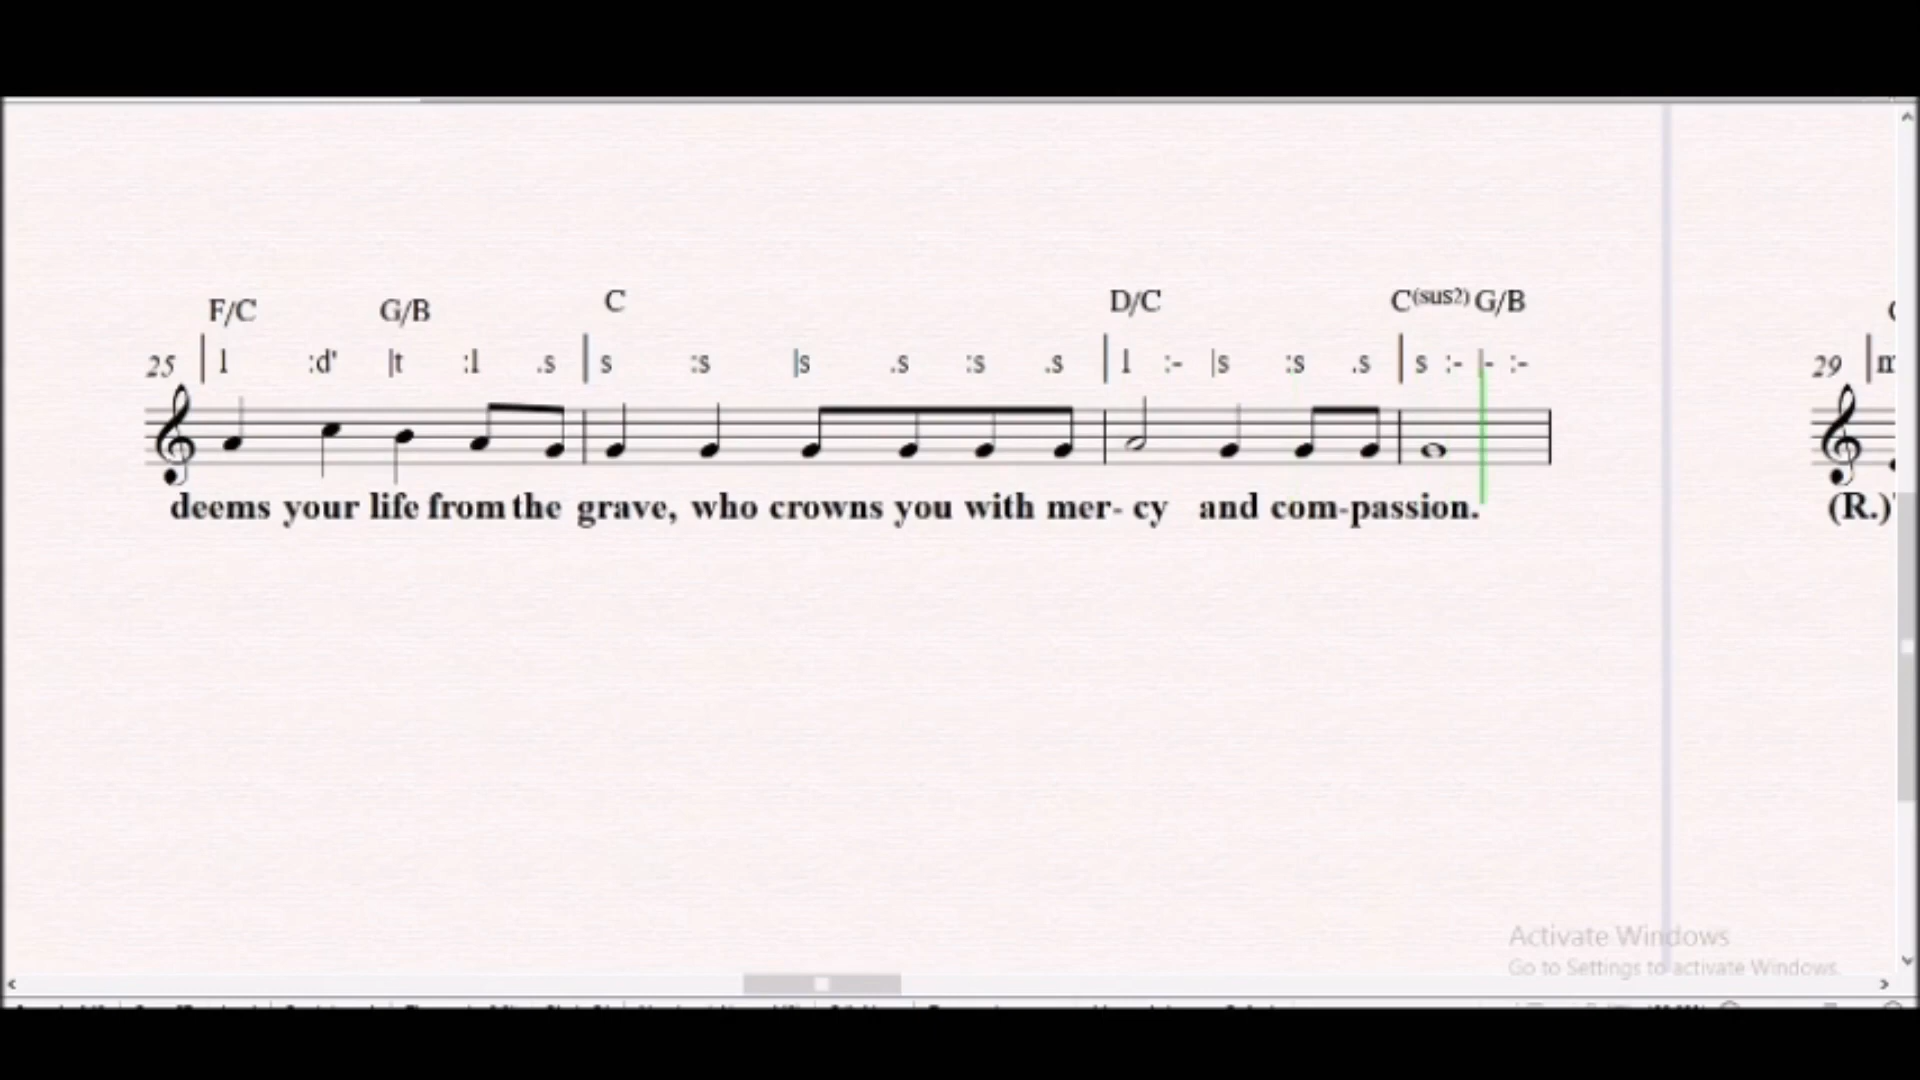 F/C G/B C D/C C(sus2) G/B
25 |l :d' |t :l .s |s :s |s .s :s .s |l :- |s :s .s |s :- |- :- 29 |m
deems your life from the grave, who crowns you with mer- cy and com-passion. (R.)
Activate Windows
Go to Settings to activate Windows.